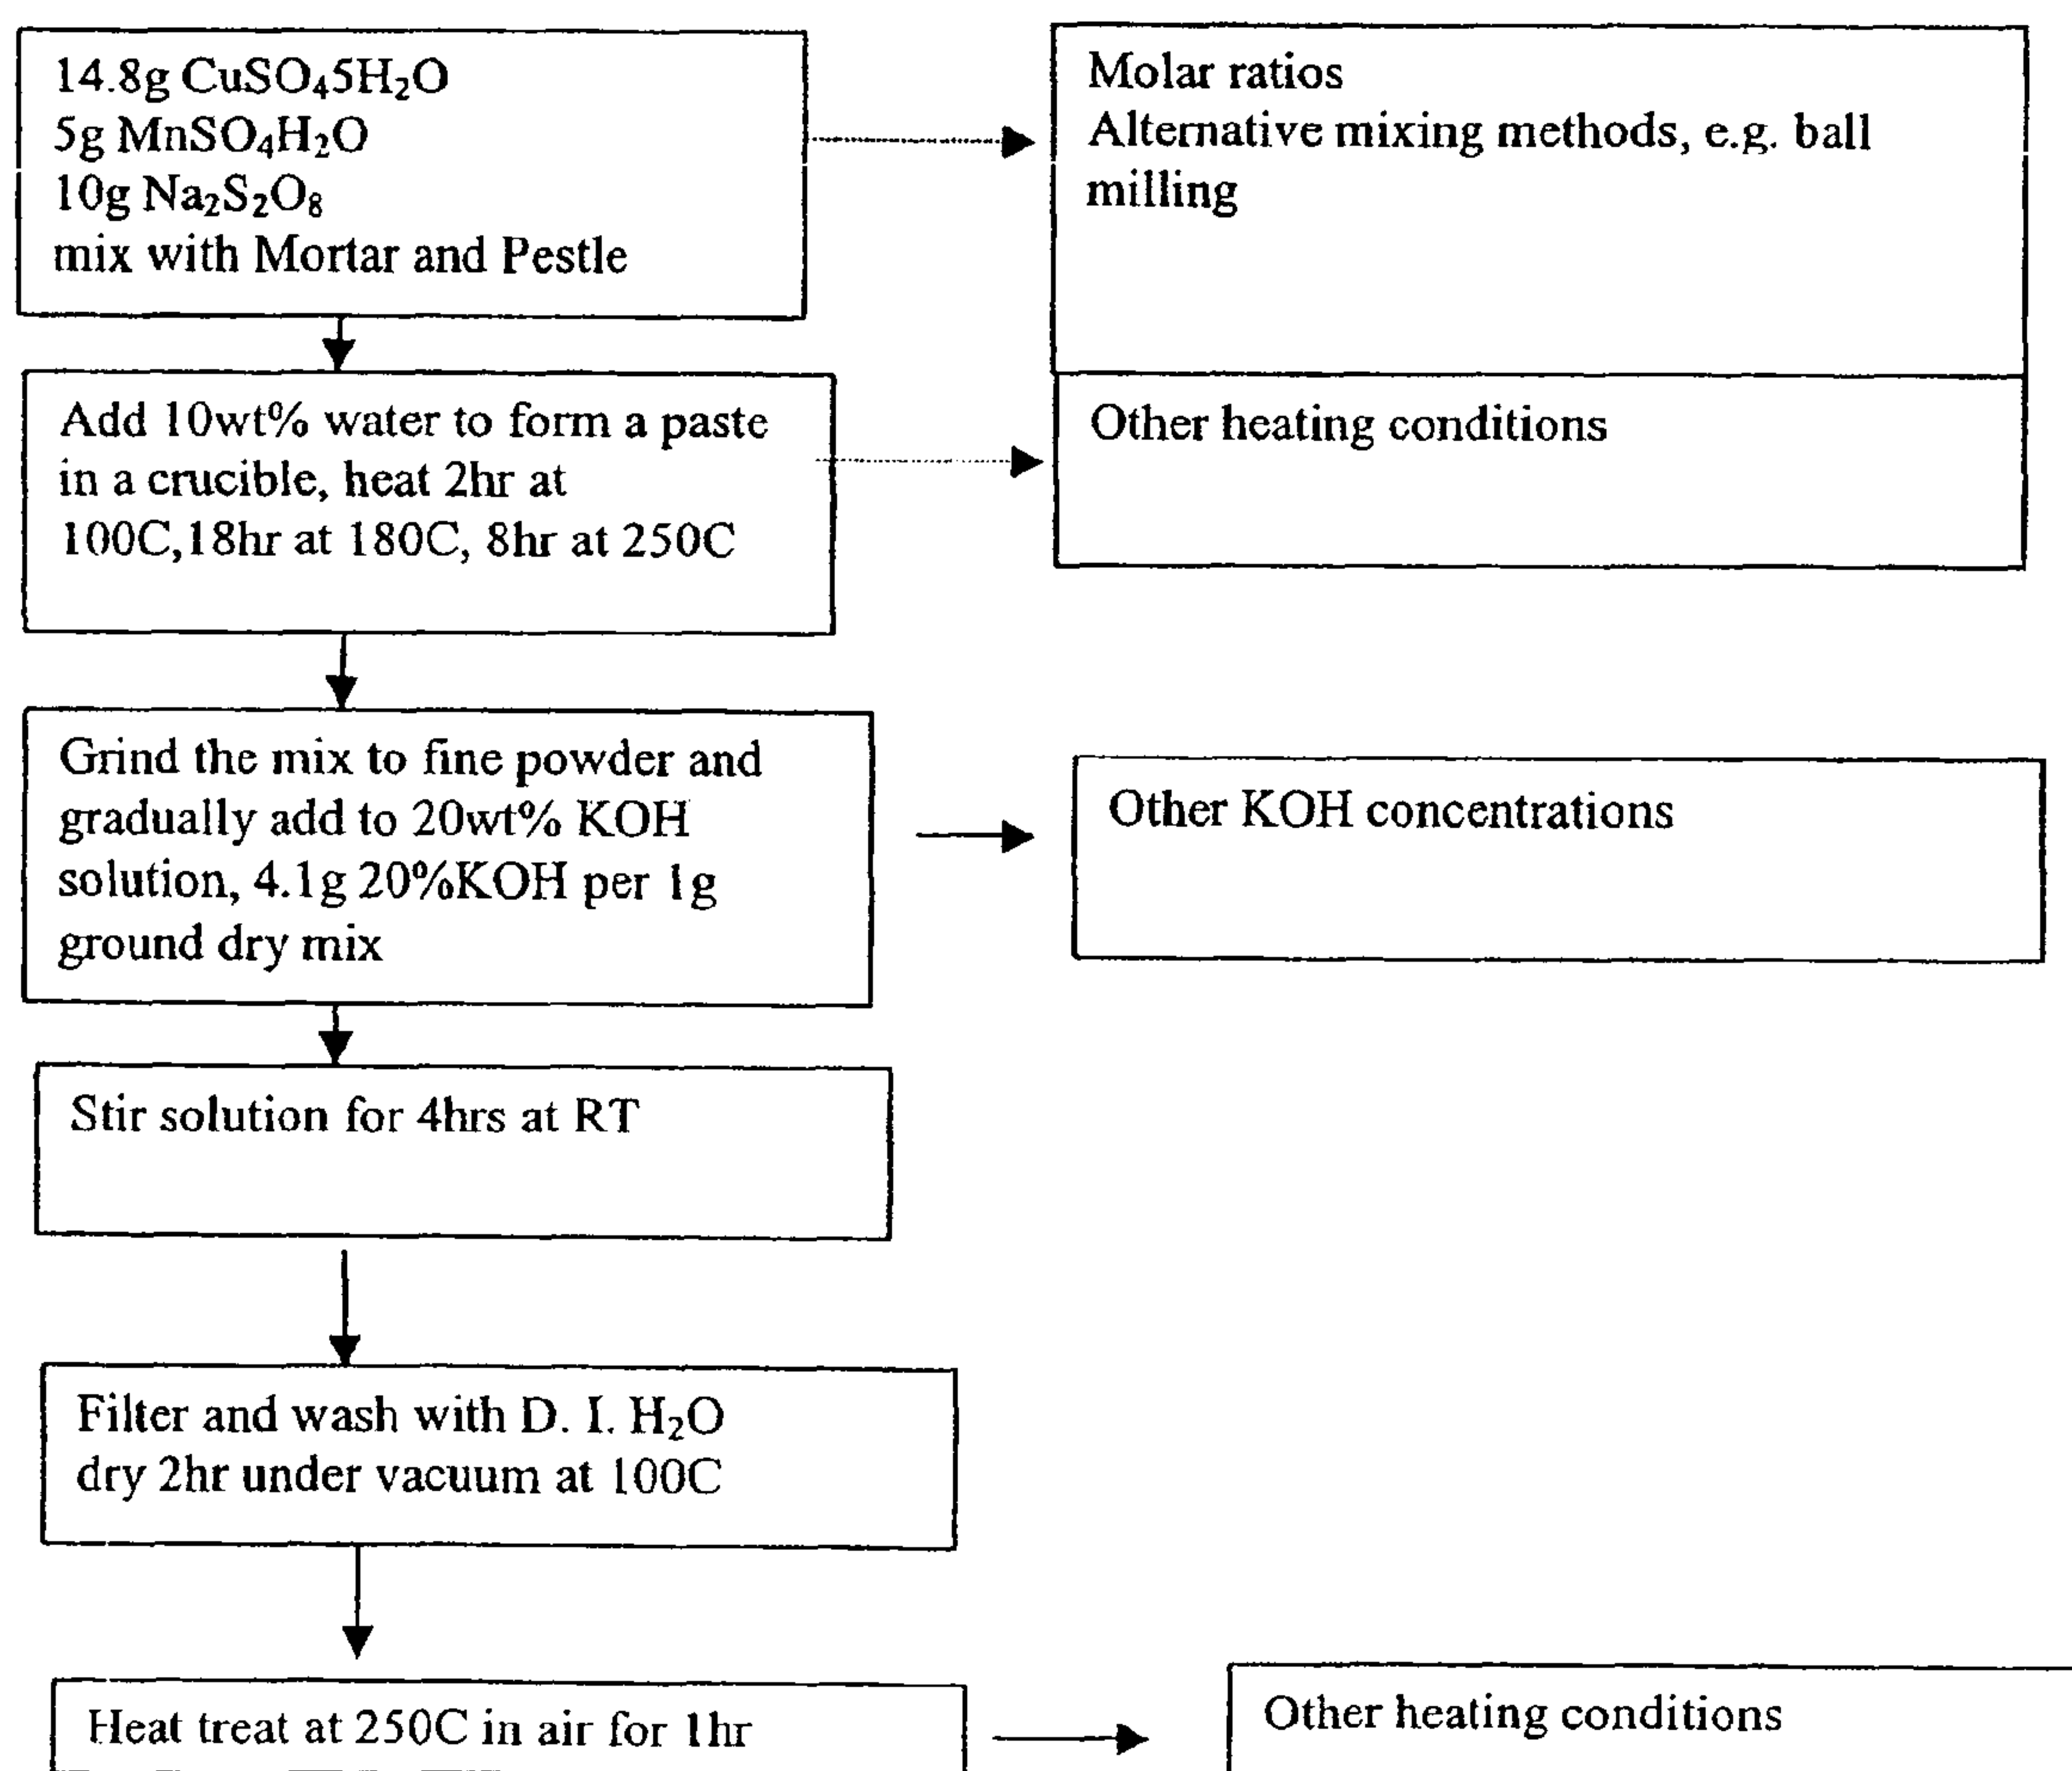 14.8g CuSO₄5H₂O
5g MnSO₄H₂O
10g Na₂S₂O₈
mix with Mortar and Pestle
Molar ratios
Alternative mixing methods, e.g. ball
milling
Add 10wt% water to form a paste
in a crucible, heat 2hr at
100C,18hr at 180C, 8hr at 250C
Other heating conditions
Grind the mix to fine powder and
gradually add to 20wt% KOH
solution, 4.1g 20%KOH per 1g
ground dry mix
Other KOH concentrations
Stir solution for 4hrs at RT
Filter and wash with D. I. H₂O
dry 2hr under vacuum at 100C
Heat treat at 250C in air for 1hr
Other heating conditions